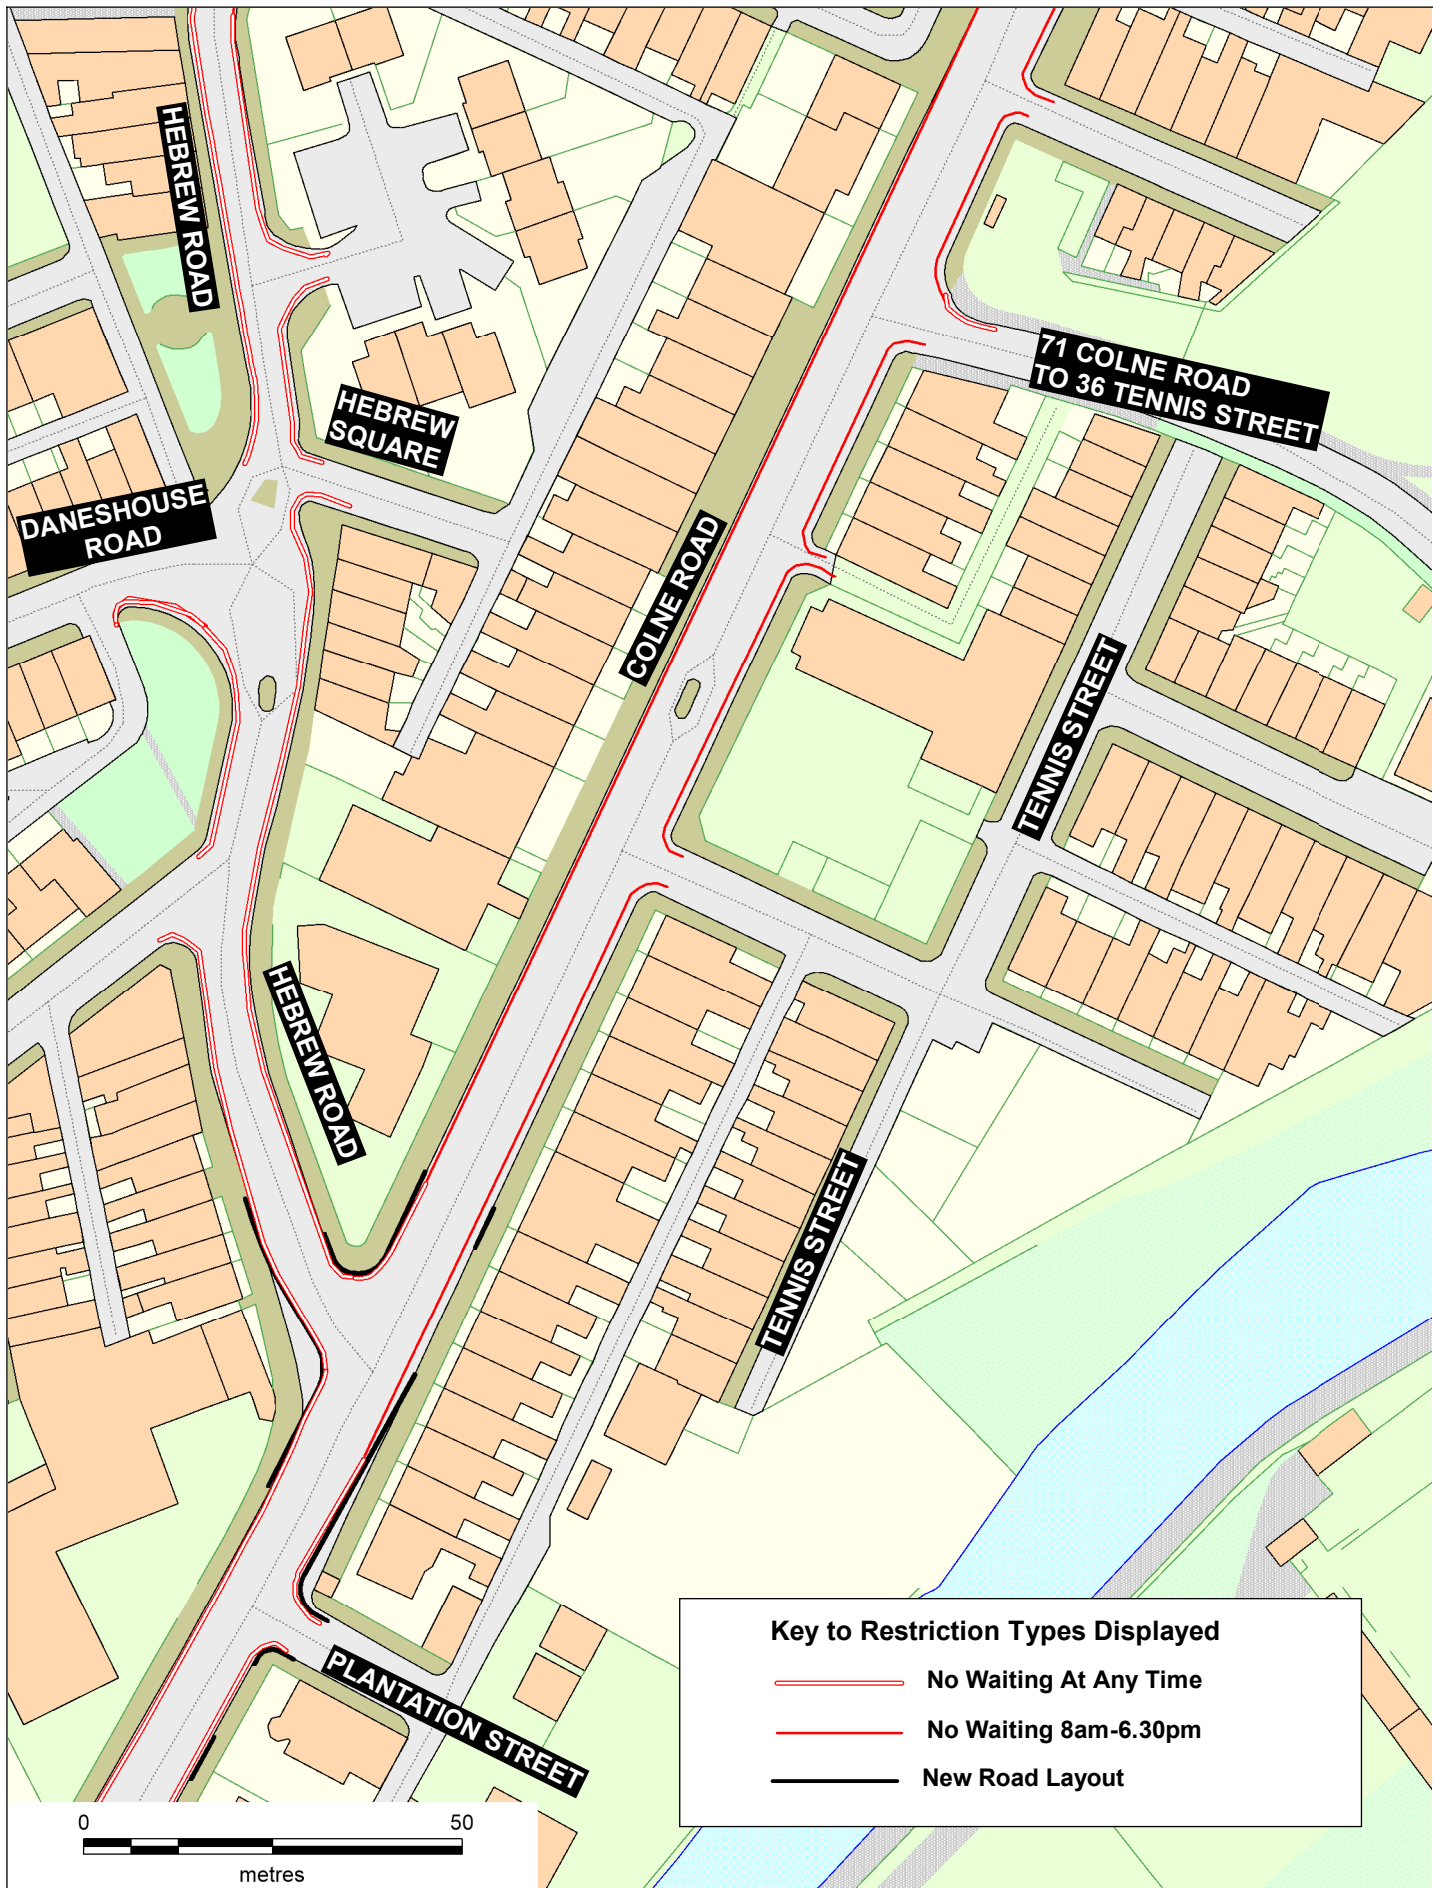 HEBREW ROAD
71 COLNE ROAD
TO 36 TENNIS STREET
HEBREW
SQUARE
DANESHOUSE
ROAD
COLNE ROAD
TENNIS STREET
HEBREW ROAD
TENNIS STREET
PLANTATION STREET
Key to Restriction Types Displayed
No Waiting At Any Time
No Waiting 8am-6.30pm
New Road Layout
0 50
metres